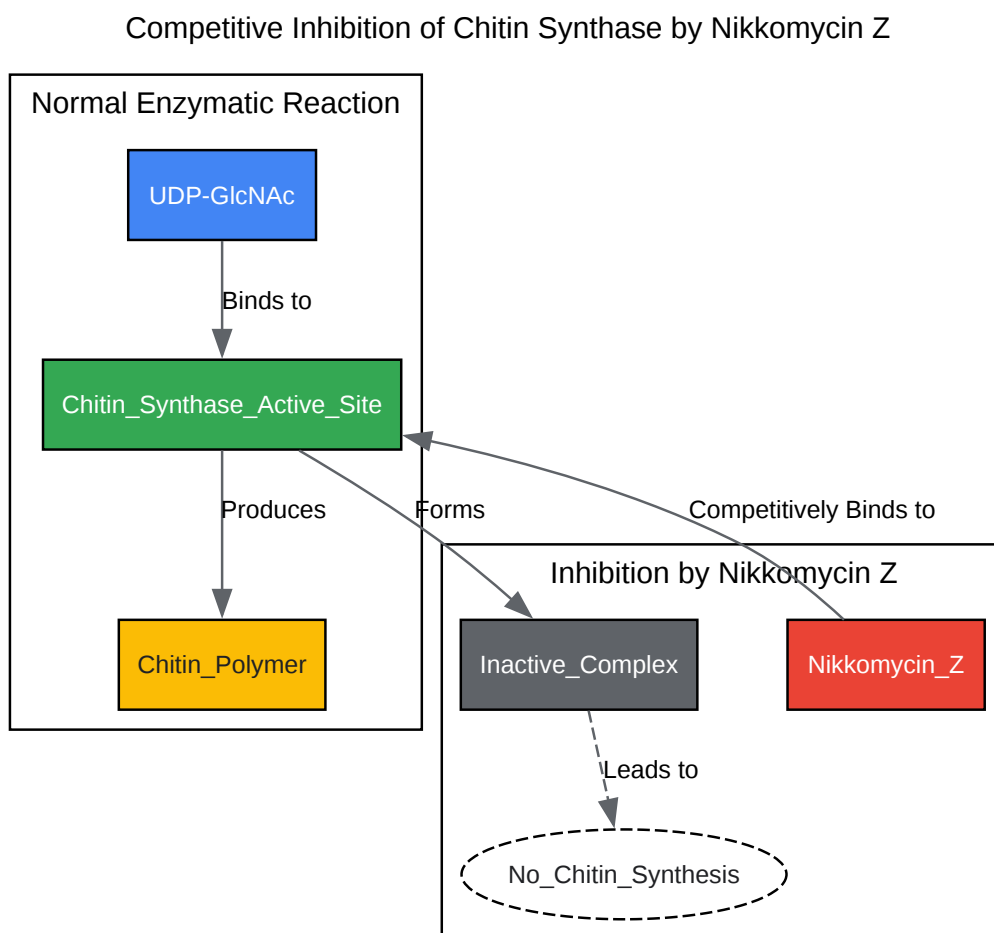 Competitive Inhibition of Chitin Synthase by Nikkomycin Z
Normal Enzymatic Reaction
UDP-GlcNAc
Binds to
Chitin_Synthase_Active_Site
Produces
Forms
Competitively Binds to
Inhibition by Nikkomycin Z
Chitin_Polymer
Inactive_Complex
Nikkomycin_Z
Leads to
No_Chitin_Synthesis